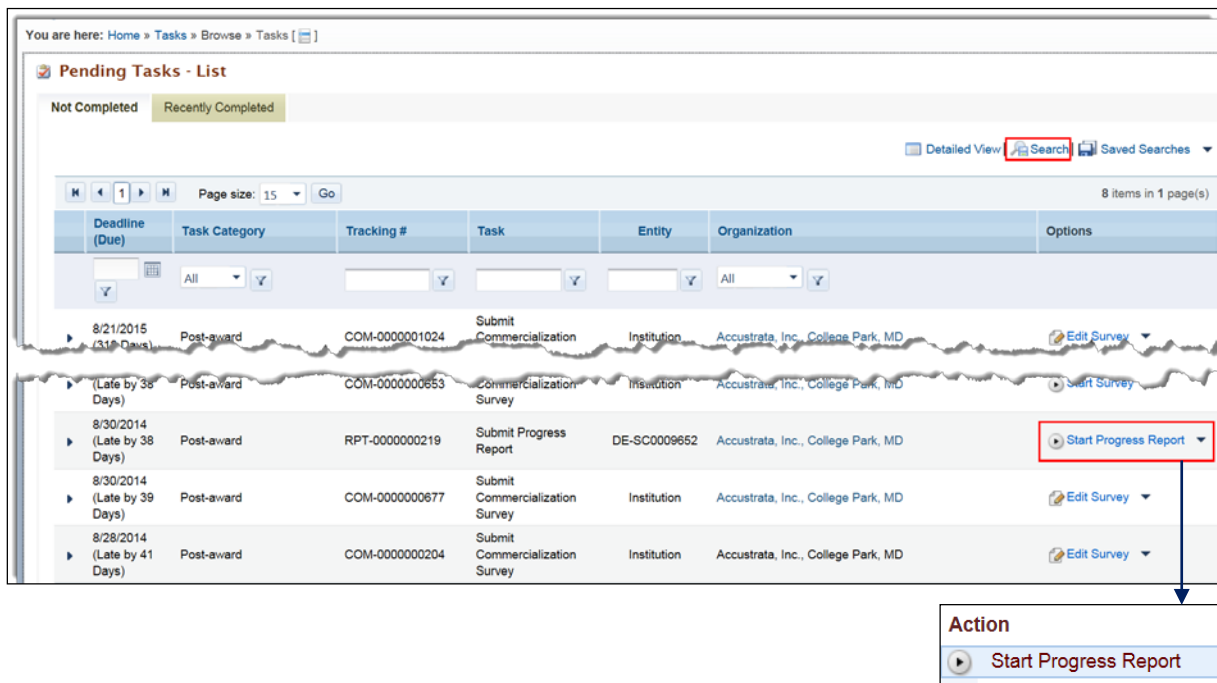 You are here: Home » Tasks » Browse » Tasks [ ]
Pending Tasks - List
Not Completed Recently Completed
Detailed View | Search | Saved Searches
1 Page size: 15 Go 8 items in 1 page(s)
Deadline (Due) Task Category Tracking # Task Entity Organization Options
All All
8/21/2015
(318 Days) Post-award COM-0000001024 Submit Commercialization Institution Accustrata, Inc., College Park, MD Edit Survey
(Late by 38 Days) Post-award COM-0000000653 Commercialization Survey Institution Accustrata, Inc., College Park, MD Start Survey
8/30/2014
(Late by 38 Days) Post-award RPT-0000000219 Submit Progress Report DE-SC0009652 Accustrata, Inc., College Park, MD Start Progress Report
8/30/2014
(Late by 39 Days) Post-award COM-0000000677 Submit Commercialization Survey Institution Accustrata, Inc., College Park, MD Edit Survey
8/28/2014
(Late by 41 Days) Post-award COM-0000000204 Submit Commercialization Survey Institution Accustrata, Inc., College Park, MD Edit Survey
Action
Start Progress Report